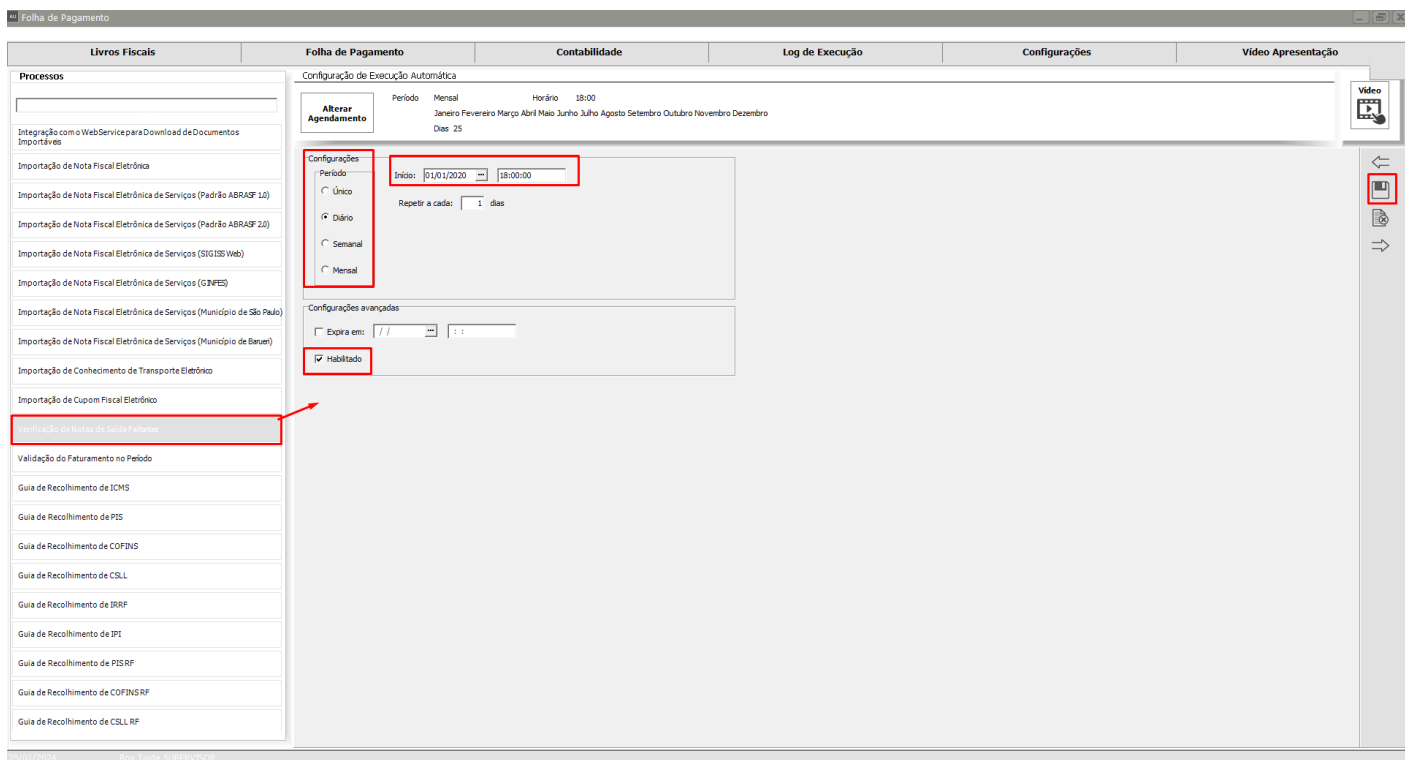 AU Folha de Pagamento
Livros Fiscais
Folha de Pagamento
Contabilidade
Log de Execução
Configurações
Vídeo Apresentação
Processos
Integração com o WebService para Download de Documentos
Importáveis
Importação de Nota Fiscal Eletrônica
Importação de Nota Fiscal Eletrônica de Serviços (Padrão ABRASF 1.0)
Importação de Nota Fiscal Eletrônica de Serviços (Padrão ABRASF 2.0)
Importação de Nota Fiscal Eletrônica de Serviços (SIGISS Web)
Importação de Nota Fiscal Eletrônica de Serviços (GINFES)
Importação de Nota Fiscal Eletrônica de Serviços (Município de São Paulo)
Importação de Nota Fiscal Eletrônica de Serviços (Município de Barueri)
Importação de Conhecimento de Transporte Eletrônico
Importação de Cupom Fiscal Eletrônico
Verificação de Notas de Saída Faltantes
Validação do Faturamento no Período
Guia de Recolhimento de ICMS
Guia de Recolhimento de PIS
Guia de Recolhimento de COFINS
Guia de Recolhimento de CSLL
Guia de Recolhimento de IRRF
Guia de Recolhimento de IPI
Guia de Recolhimento de PIS RF
Guia de Recolhimento de COFINS RF
Guia de Recolhimento de CSLL RF
Configuração de Execução Automática
Alterar
Agendamento
Período Mensal Horário 18:00
Janeiro Fevereiro Março Abril Maio Junho Julho Agosto Setembro Outubro Novembro Dezembro
Dias 25
Vídeo
Configurações
Período
Único
Diário
Semanal
Mensal
Início: 01/01/2020 ... 18:00:00
Repetir a cada: 1 dias
Configurações avançadas
Expira em: / / ... : :
Habilitado
25/01/2024 Boa Tarde SUPERVISOR